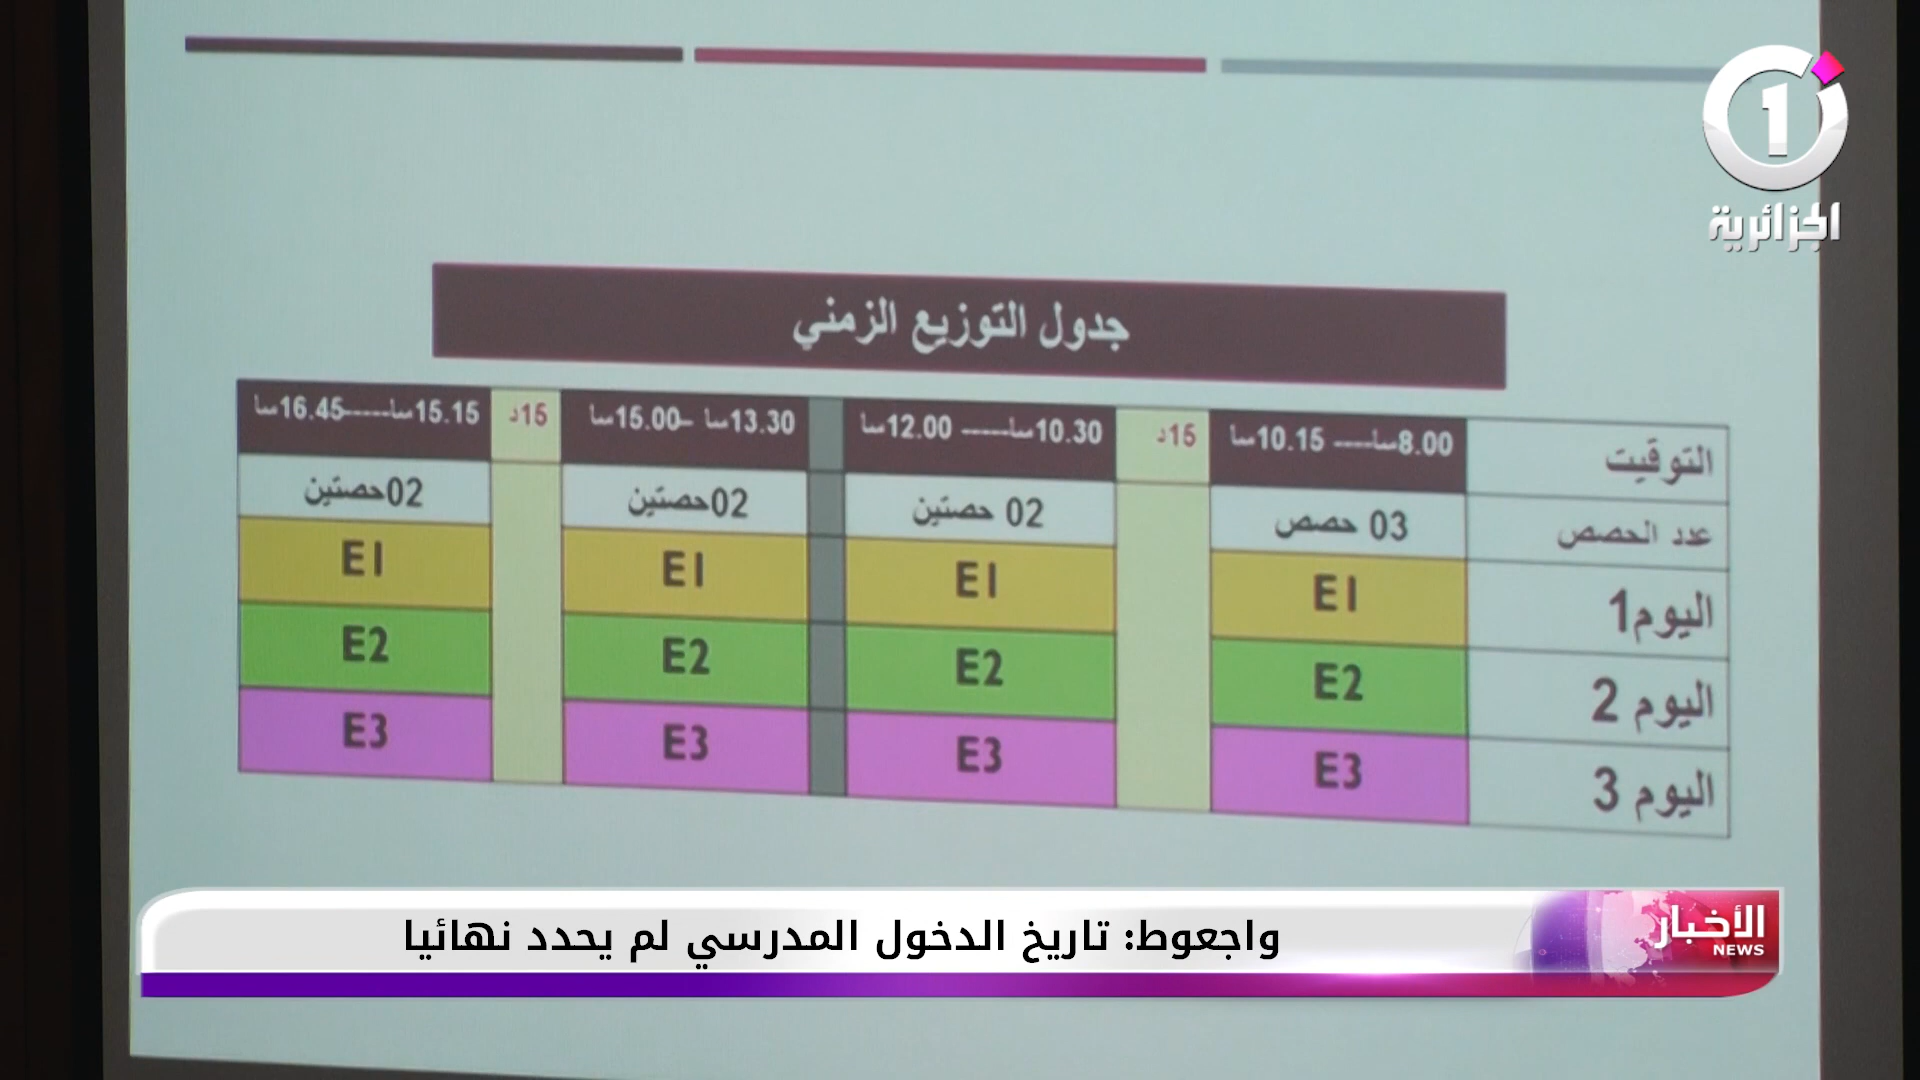 1
الجزائرية
جدول التوزيع الزمني
التوقيت 8.00سا----10.15سا 15د 10.30سا-----12.00سا 13.30سا –15.00سا 15د 15.15سا-----16.45سا
عدد الحصص 03 حصص 02 حصتين 02حصتين 02حصتين
اليوم1 E1 E1 E1 E1
اليوم 2 E2 E2 E2 E2
اليوم 3 E3 E3 E3 E3
الأخبار
NEWS
واجعوط: تاريخ الدخول المدرسي لم يحدد نهائيا